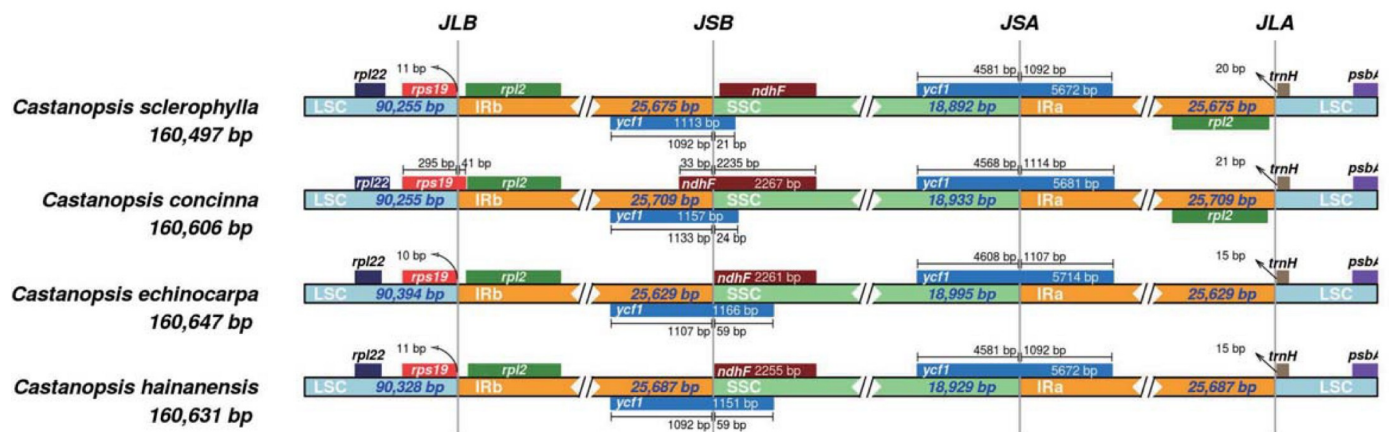 JLB JSB JSA JLA
rpl22 11 bp 4581 bp 1092 bp 20 bp trnH psbA
rps19 rpl2 ndhF ycf1 5672 bp
Castanopsis sclerophylla LSC 90,255 bp IRb 25,675 bp SSC 18,892 bp IRa 25,675 bp LSC
160,497 bp ycf1 1113 bp rpl2
1092 bp 21 bp
295 bp 41 bp 33 bp 2235 bp 4568 bp 1114 bp 21 bp trnH psbA
rpl22 rps19 rpl2 ndhF 2267 bp ycf1 5681 bp
Castanopsis concinna LSC 90,255 bp IRb 25,709 bp SSC 18,933 bp IRa 25,709 bp LSC
160,606 bp ycf1 1157 bp rpl2
1133 bp 24 bp
rpl22 10 bp 4608 bp 1107 bp 15 bp trnH psbA
rps19 rpl2 ndhF 2261 bp ycf1 5714 bp
Castanopsis echinocarpa LSC 90,394 bp IRb 25,629 bp SSC 18,995 bp IRa 25,629 bp LSC
160,647 bp ycf1 1166 bp
1107 bp 59 bp
rpl22 11 bp 4581 bp 1092 bp 15 bp trnH psbA
rps19 rpl2 ndhF 2255 bp ycf1 5672 bp
Castanopsis hainanensis LSC 90,328 bp IRb 25,687 bp SSC 18,929 bp IRa 25,687 bp LSC
160,631 bp ycf1 1151 bp
1092 bp 59 bp